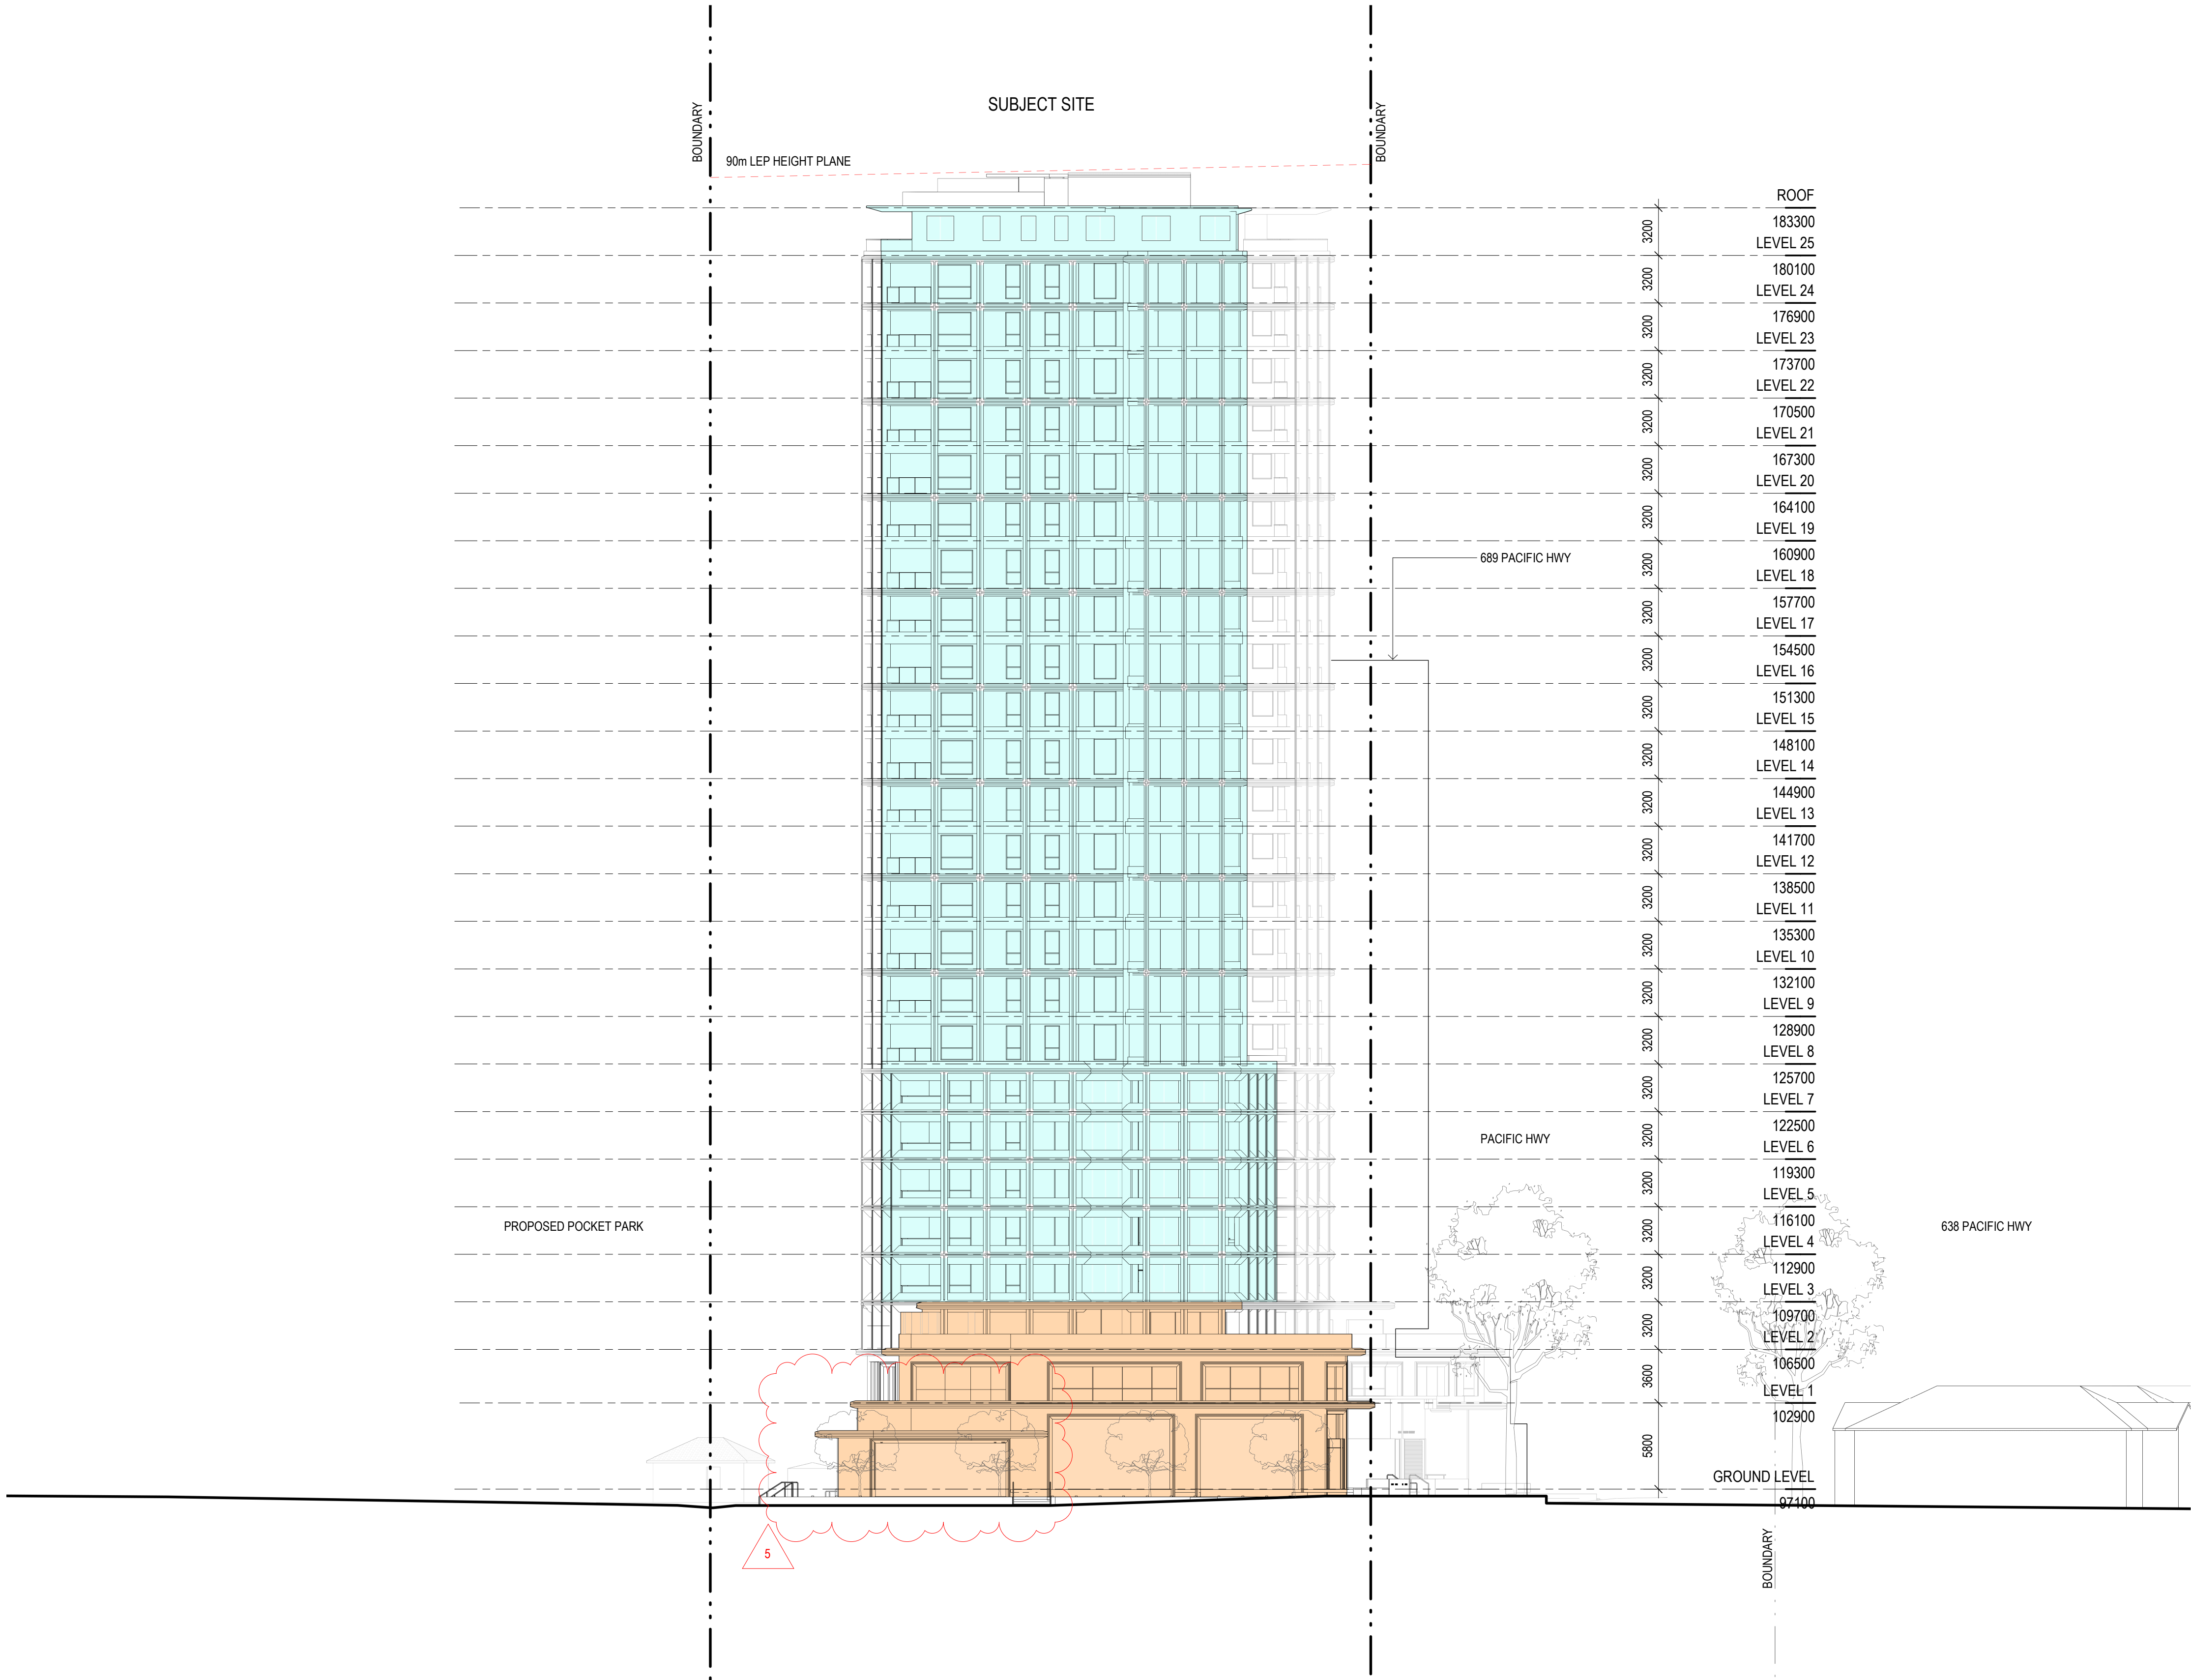 SUBJECT SITE
BOUNDARY
BOUNDARY
90m LEP HEIGHT PLANE
ROOF
183300
3200
LEVEL 25
180100
3200
LEVEL 24
176900
3200
LEVEL 23
173700
3200
LEVEL 22
170500
3200
LEVEL 21
167300
3200
LEVEL 20
164100
3200
LEVEL 19
160900
689 PACIFIC HWY
3200
LEVEL 18
157700
3200
LEVEL 17
154500
3200
LEVEL 16
151300
3200
LEVEL 15
148100
3200
LEVEL 14
144900
3200
LEVEL 13
141700
3200
LEVEL 12
138500
3200
LEVEL 11
135300
3200
LEVEL 10
132100
3200
LEVEL 9
128900
3200
LEVEL 8
125700
3200
LEVEL 7
122500
PACIFIC HWY
3200
LEVEL 6
119300
3200
LEVEL 5
116100
PROPOSED POCKET PARK
3200
638 PACIFIC HWY
LEVEL 4
112900
3200
LEVEL 3
109700
3200
LEVEL 2
106500
3600
LEVEL 1
102900
5800
GROUND LEVEL
97100
5
BOUNDARY